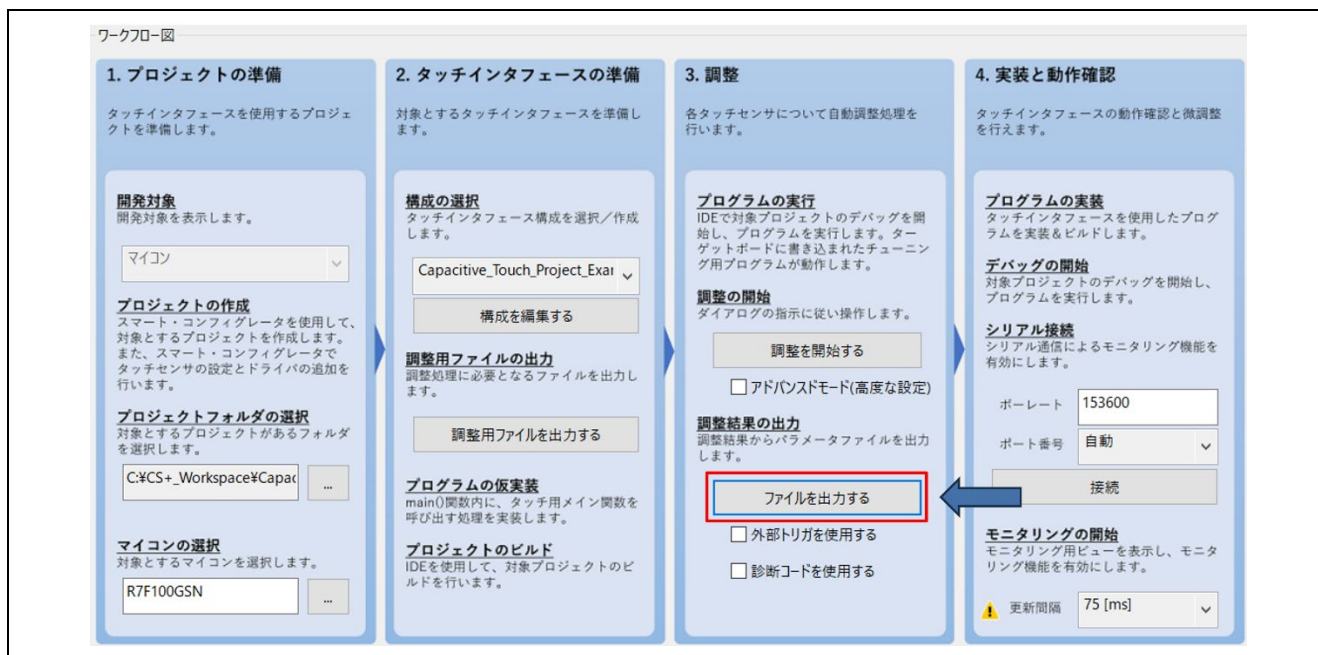 ワークフロー図
1. プロジェクトの準備
タッチインタフェースを使用するプロジェ
クトを準備します。
開発対象
開発対象を表示します。
マイコン
プロジェクトの作成
スマート・コンフィグレータを使用して、
対象とするプロジェクトを作成します。
また、スマート・コンフィグレータで
タッチセンサの設定とドライバの追加を
行います。
プロジェクトフォルダの選択
対象とするプロジェクトがあるフォルダ
を選択します。
C:¥CS+_Workspace¥Capac
...
マイコンの選択
対象とするマイコンを選択します。
R7F100GSN
...
2. タッチインタフェースの準備
対象とするタッチインタフェースを準備し
ます。
構成の選択
タッチインタフェース構成を選択／作成
します。
Capacitive_Touch_Project_Exar
構成を編集する
調整用ファイルの出力
調整処理に必要となるファイルを出力し
ます。
調整用ファイルを出力する
プログラムの仮実装
main()関数内に、タッチ用メイン関数を
呼び出す処理を実装します。
プロジェクトのビルド
IDEを使用して、対象プロジェクトのビ
ルドを行います。
3. 調整
各タッチセンサについて自動調整処理を
行います。
プログラムの実行
IDEで対象プロジェクトのデバッグを開
始し、プログラムを実行します。ター
ゲットボードに書き込まれたチューニン
グ用プログラムが動作します。
調整の開始
ダイアログの指示に従い操作します。
調整を開始する
アドバンスドモード(高度な設定)
調整結果の出力
調整結果からパラメータファイルを出力
します。
ファイルを出力する
外部トリガを使用する
診断コードを使用する
4. 実装と動作確認
タッチインタフェースの動作確認と微調整
を行えます。
プログラムの実装
タッチインタフェースを使用したプログ
ラムを実装＆ビルドします。
デバッグの開始
対象プロジェクトのデバッグを開始し、
プログラムを実行します。
シリアル接続
シリアル通信によるモニタリング機能を
有効にします。
ボーレート 153600
ポート番号 自動
接続
モニタリングの開始
モニタリング用ビューを表示し、モニタ
リング機能を有効にします。
更新間隔 75 [ms]